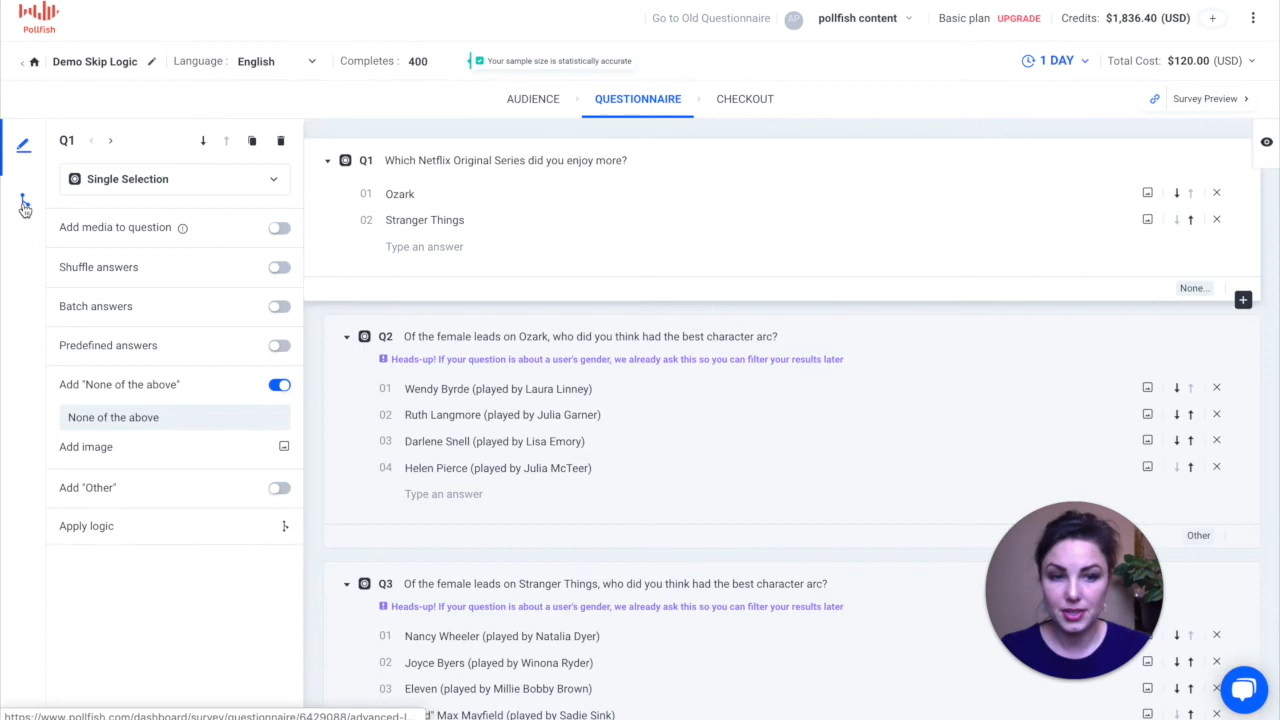 Pollfish
Go to Old Questionnaire
AP
pollfish content
Basic plan UPGRADE
Credits: $1,836.40 (USD)
Demo Skip Logic
Language : English
Completes : 400
Your sample size is statistically accurate
1 DAY
Total Cost: $120.00 (USD)
AUDIENCE
QUESTIONNAIRE
CHECKOUT
Survey Preview
Q1
Single Selection
Add media to question
Shuffle answers
Batch answers
Predefined answers
Add "None of the above"
None of the above
Add image
Add "Other"
Apply logic
Q1 Which Netflix Original Series did you enjoy more?
01 Ozark
02 Stranger Things
Type an answer
None...
Q2 Of the female leads on Ozark, who did you think had the best character arc?
Heads-up! If your question is about a user's gender, we already ask this so you can filter your results later
01 Wendy Byrde (played by Laura Linney)
02 Ruth Langmore (played by Julia Garner)
03 Darlene Snell (played by Lisa Emory)
04 Helen Pierce (played by Julia McTeer)
Type an answer
Other
Q3 Of the female leads on Stranger Things, who did you think had the best character arc?
Heads-up! If your question is about a user's gender, we already ask this so you can filter your results later
01 Nancy Wheeler (played by Natalia Dyer)
02 Joyce Byers (played by Winona Ryder)
03 Eleven (played by Millie Bobby Brown)
Max Mayfield (played by Sadie Sink)
https://www.pollfish.com/dashboard/survey/questionnaire/6429088/advanced-l...